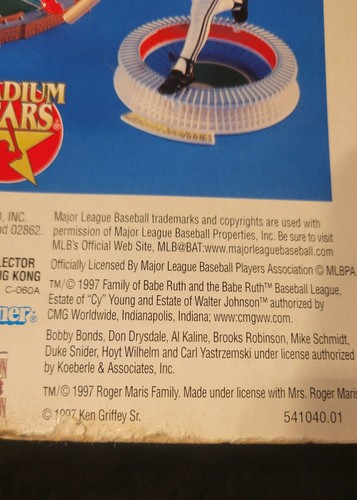 ADIUM
ARS®
, INC.
nd 02862.
LECTOR
NG KONG
C-060A
ner®
Major League Baseball trademarks and copyrights are used with
permission of Major League Baseball Properties, Inc. Be sure to visit
MLB's Official Web Site, MLB@BAT:www.majorleaguebaseball.com
Officially Licensed By Major League Baseball Players Association © MLBPA
TM/© 1997 Family of Babe Ruth and the Babe Ruth™ Baseball League,
Estate of "Cy" Young and Estate of Walter Johnson™ authorized by
CMG Worldwide, Indianapolis, Indiana; www:cmgww.com.
Bobby Bonds, Don Drysdale, Al Kaline, Brooks Robinson, Mike Schmidt,
Duke Snider, Hoyt Wilhelm and Carl Yastrzemski under license authorized
by Koeberle & Associates, Inc.
TM/© 1997 Roger Maris Family. Made under license with Mrs. Roger Maris
© 1997 Ken Griffey Sr.
541040.01